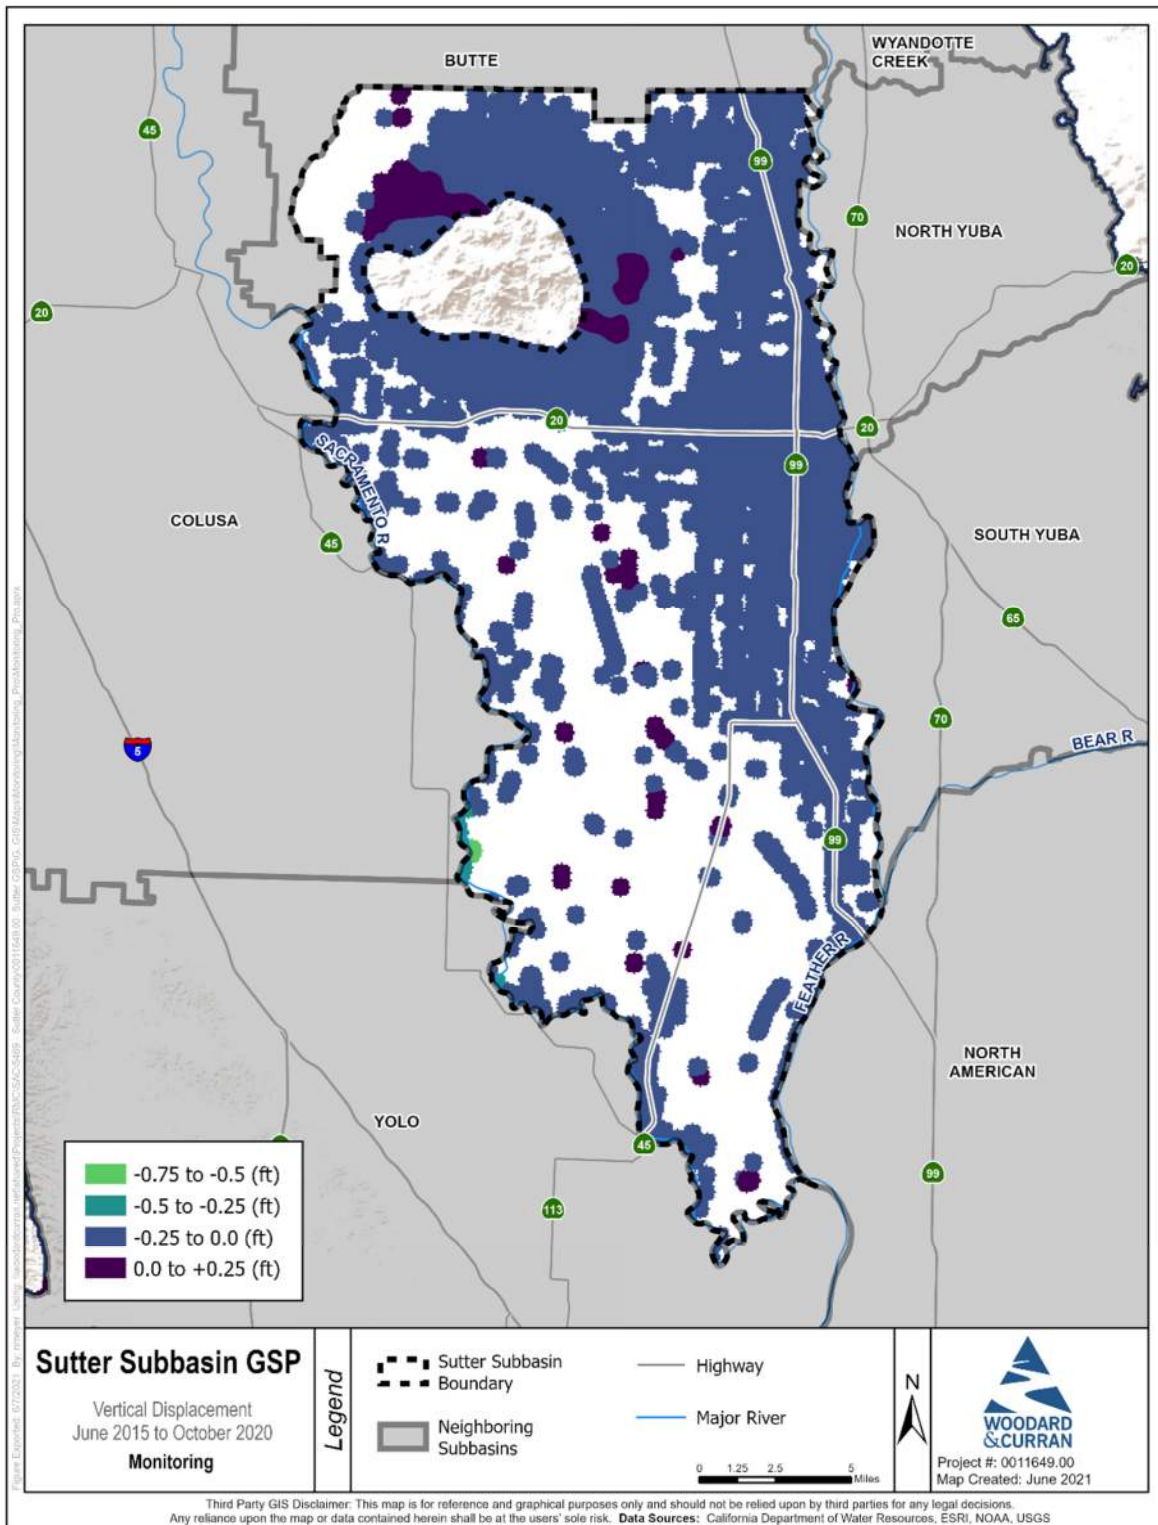 BUTTE
WYANDOTTE
CREEK
45
99
70
NORTH YUBA
20
20
20
20
SACRAMENTO R
99
COLUSA
45
SOUTH YUBA
65
70
5
BEAR R
99
FEATHER R
NORTH
AMERICAN
YOLO
45
99
113
-0.75 to -0.5 (ft)
-0.5 to -0.25 (ft)
-0.25 to 0.0 (ft)
0.0 to +0.25 (ft)
Sutter Subbasin GSP
Vertical Displacement
June 2015 to October 2020
Monitoring
Legend
Sutter Subbasin
Boundary
Neighboring
Subbasins
Highway
Major River
0 1.25 2.5 5
Miles
N
WOODARD
&CURRAN
Project #: 0011649.00
Map Created: June 2021
Third Party GIS Disclaimer: This map is for reference and graphical purposes only and should not be relied upon by third parties for any legal decisions.
Any reliance upon the map or data contained herein shall be at the users' sole risk. Data Sources: California Department of Water Resources, ESRI, NOAA, USGS